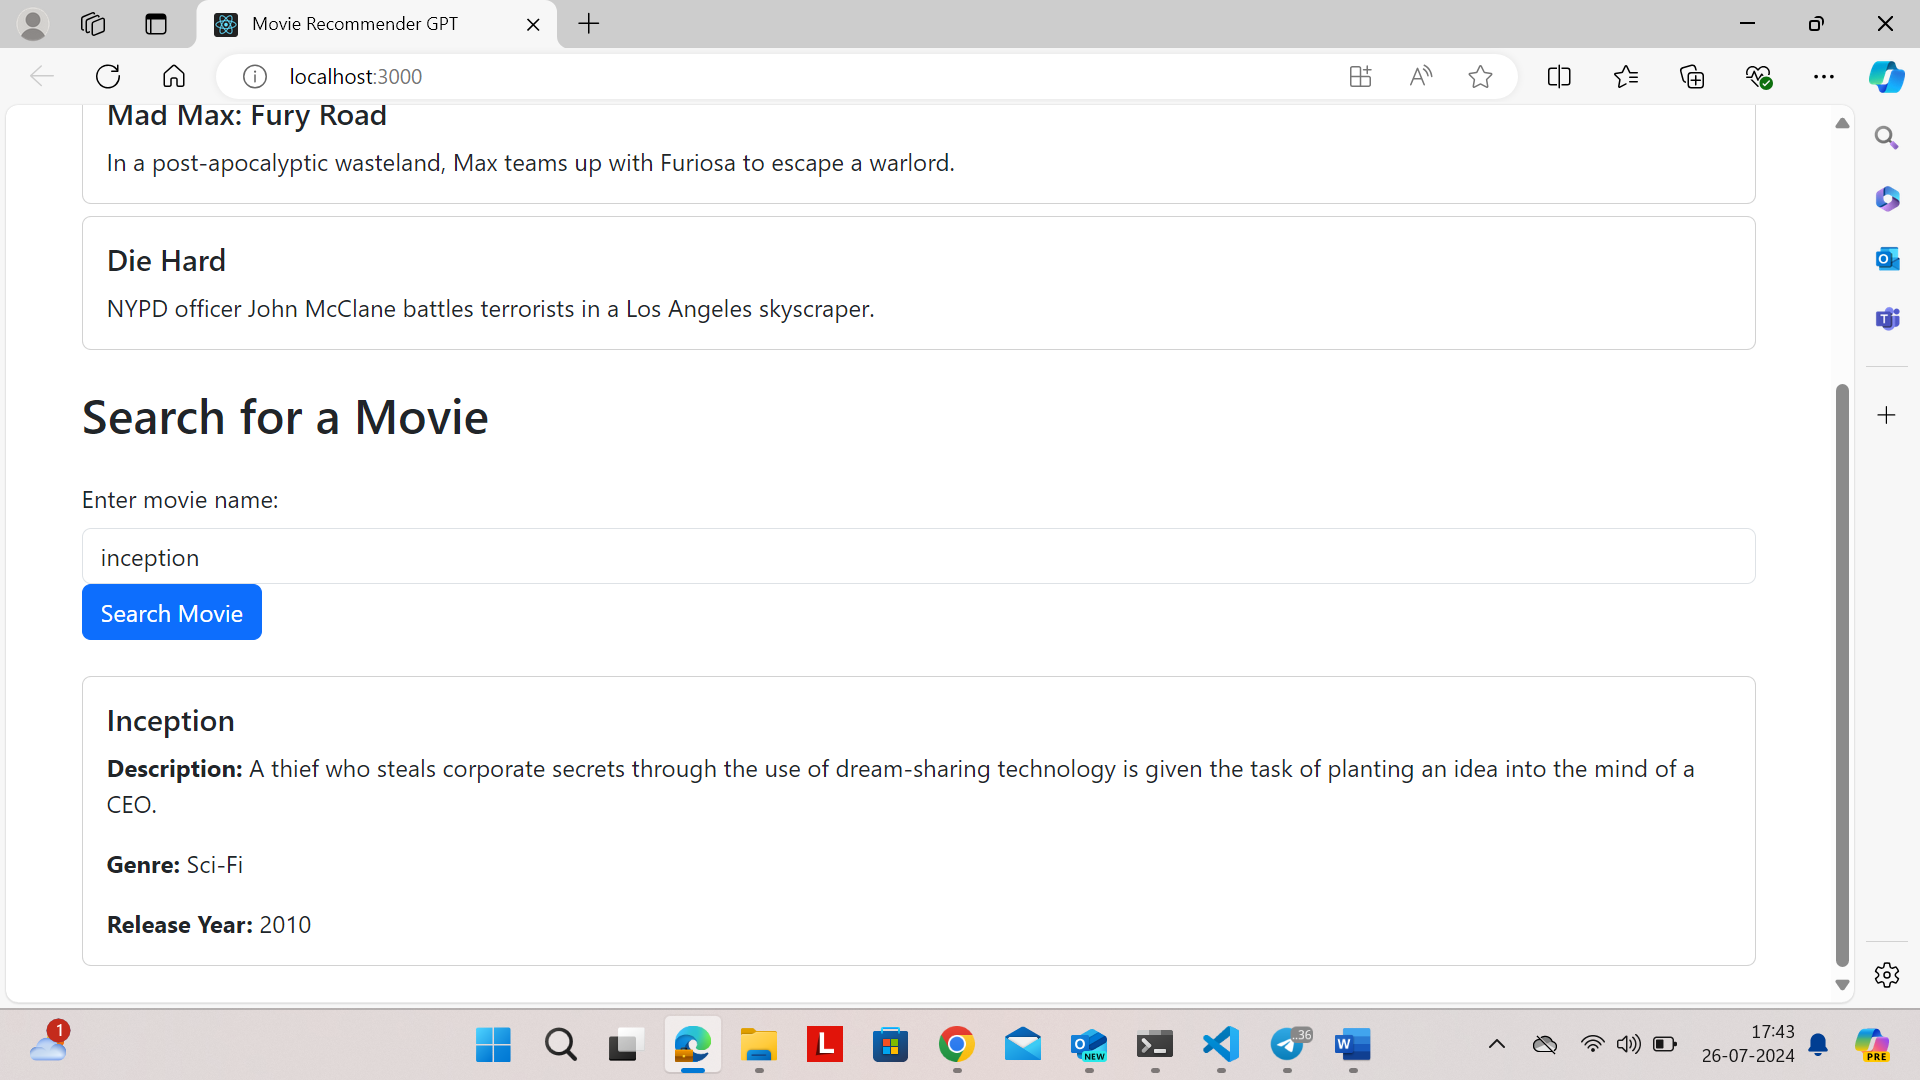 Movie Recommender GPT
localhost:3000
Mad Max: Fury Road
In a post-apocalyptic wasteland, Max teams up with Furiosa to escape a warlord.
Die Hard
NYPD officer John McClane battles terrorists in a Los Angeles skyscraper.
Search for a Movie
Enter movie name:
inception
Search Movie
Inception
Description: A thief who steals corporate secrets through the use of dream-sharing technology is given the task of planting an idea into the mind of a
CEO.
Genre: Sci-Fi
Release Year: 2010
1
L
NEW
..36
W
17:43
26-07-2024
PRE